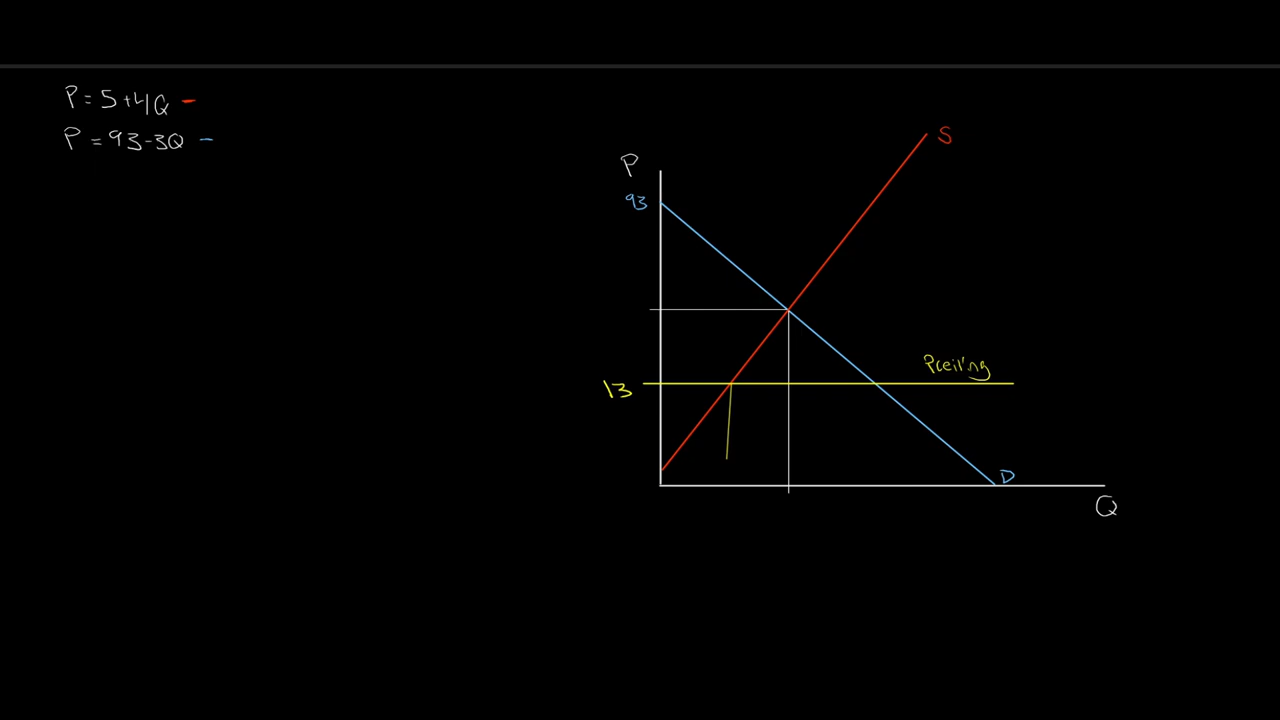 P = 5 + 4Q -
P = 93 - 3Q -
S
P
93
Pceiling
13
D
Q